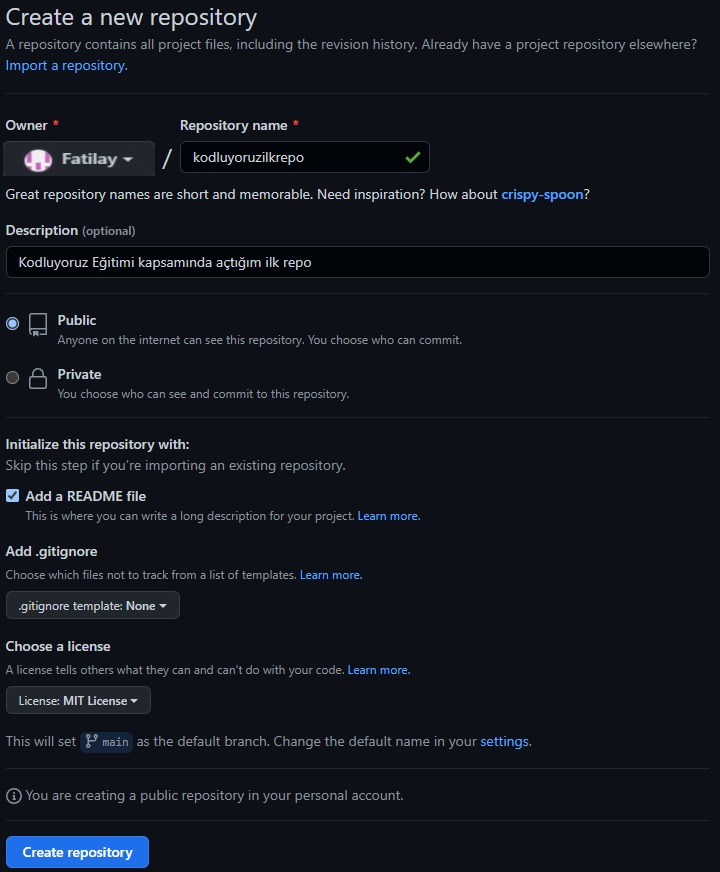 Create a new repository
A repository contains all project files, including the revision history. Already have a project repository elsewhere?
Import a repository.
Owner * Repository name *
Fatilay / kodluyoruzilkrepo
Great repository names are short and memorable. Need inspiration? How about crispy-spoon?
Description (optional)
Kodluyoruz Eğitimi kapsamında açtığım ilk repo
Public
Anyone on the internet can see this repository. You choose who can commit.
Private
You choose who can see and commit to this repository.
Initialize this repository with:
Skip this step if you're importing an existing repository.
Add a README file
This is where you can write a long description for your project. Learn more.
Add .gitignore
Choose which files not to track from a list of templates. Learn more.
.gitignore template: None
Choose a license
A license tells others what they can and can't do with your code. Learn more.
License: MIT License
This will set main as the default branch. Change the default name in your settings.
You are creating a public repository in your personal account.
Create repository